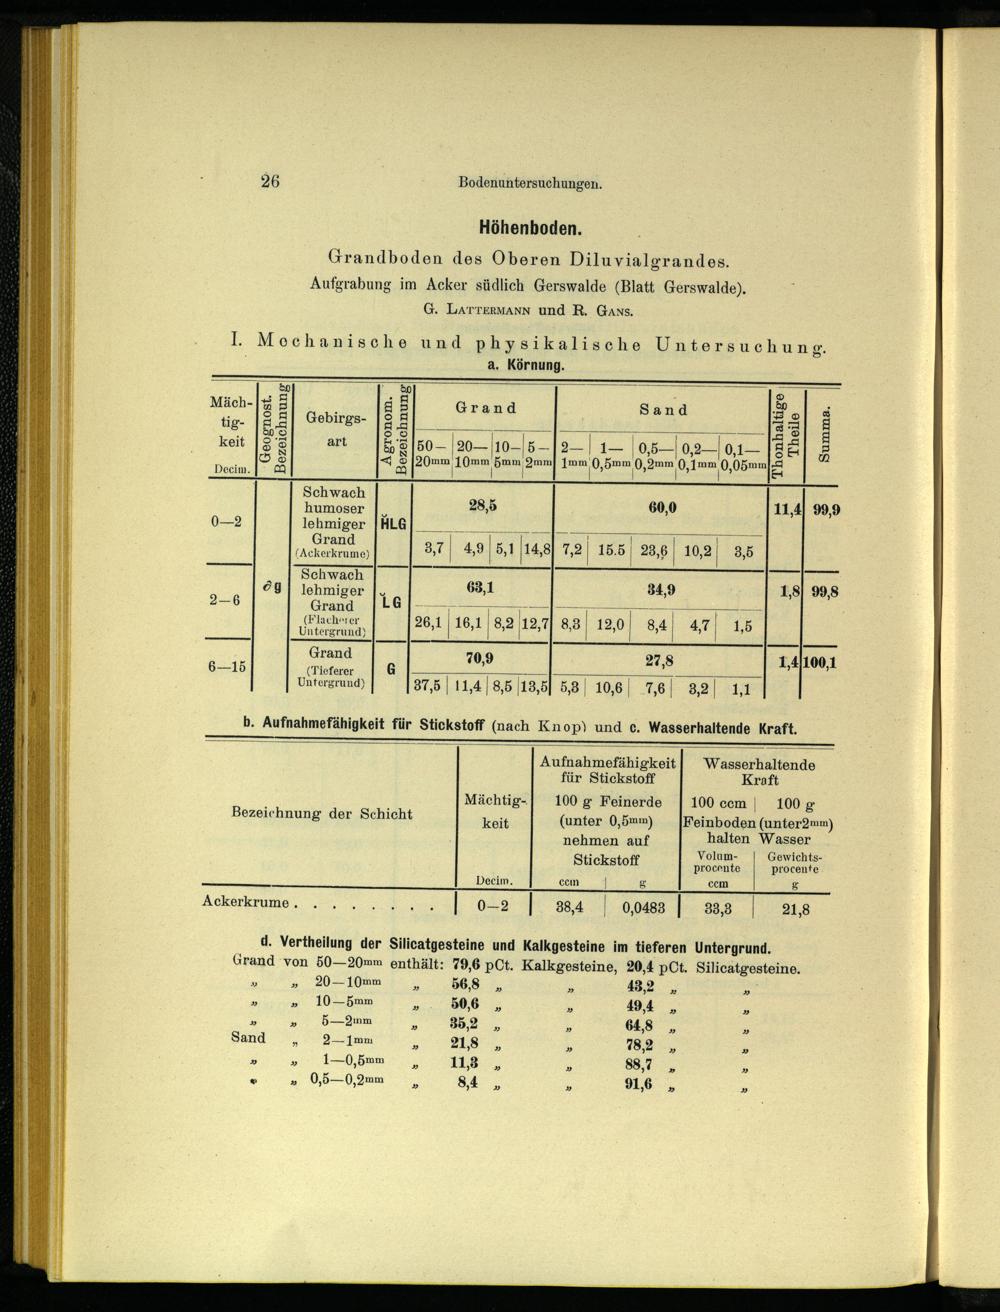 26 Bodenuntersuchungen.
Höhenboden.
Grandboden des Oberen Diluvialgrandes.
Aufgrabung im Acker südlich Gerswalde (Blatt Gerswalde).
G. LATTERMANN und R. GANS.
I. Mechanische und physikalische Untersuchung.
a. Körnung.
Mäch-tig-keit Decim. | Geognost. Bezeichnung | Gebirgs-art | Agronom. Bezeichnung | Grand | Sand | Thonhaltige Theile | Summa.
50—20mm | 20—10mm | 10—5mm | 5—2mm | 2—1mm | 1—0,5mm | 0,5—0,2mm | 0,2—0,1mm | 0,1—0,05mm
0—2 | Schwach humoser lehmiger Grand (Ackerkrume) | H̆LG | 28,5 | 60,0 | 11,4 | 99,9
3,7 | 4,9 | 5,1 | 14,8 | 7,2 | 15.5 | 23,6 | 10,2 | 3,5
2—6 | ∂g | Schwach lehmiger Grand (Flacherer Untergrund) | L̆G | 63,1 | 34,9 | 1,8 | 99,8
26,1 | 16,1 | 8,2 | 12,7 | 8,3 | 12,0 | 8,4 | 4,7 | 1,5
6—15 | Grand (Tieferer Untergrund) | G | 70,9 | 27,8 | 1,4 | 100,1
37,5 | 11,4 | 8,5 | 13,5 | 5,3 | 10,6 | 7,6 | 3,2 | 1,1
b. Aufnahmefähigkeit für Stickstoff (nach Knop) und c. Wasserhaltende Kraft.
Bezeichnung der Schicht | Mächtig-keit Decim. | Aufnahmefähigkeit für Stickstoff 100 g Feinerde (unter 0,5mm) nehmen auf Stickstoff ccm | g | Wasserhaltende Kraft 100 ccm | 100 g Feinboden (unter 2mm) halten Wasser Volum-procente ccm | Gewichts-procente g
Ackerkrume . . . . . . . . | 0—2 | 38,4 | 0,0483 | 33,3 | 21,8
d. Vertheilung der Silicatgesteine und Kalkgesteine im tieferen Untergrund.
Grand von 50—20mm enthält: 79,6 pCt. Kalkgesteine, 20,4 pCt. Silicatgesteine.
„ „ 20—10mm „ 56,8 „ „ 43,2 „ „
„ „ 10—5mm „ 50,6 „ „ 49,4 „ „
„ „ 5—2mm „ 35,2 „ „ 64,8 „ „
Sand „ 2—1mm „ 21,8 „ „ 78,2 „ „
„ „ 1—0,5mm „ 11,3 „ „ 88,7 „ „
„ „ 0,5—0,2mm „ 8,4 „ „ 91,6 „ „